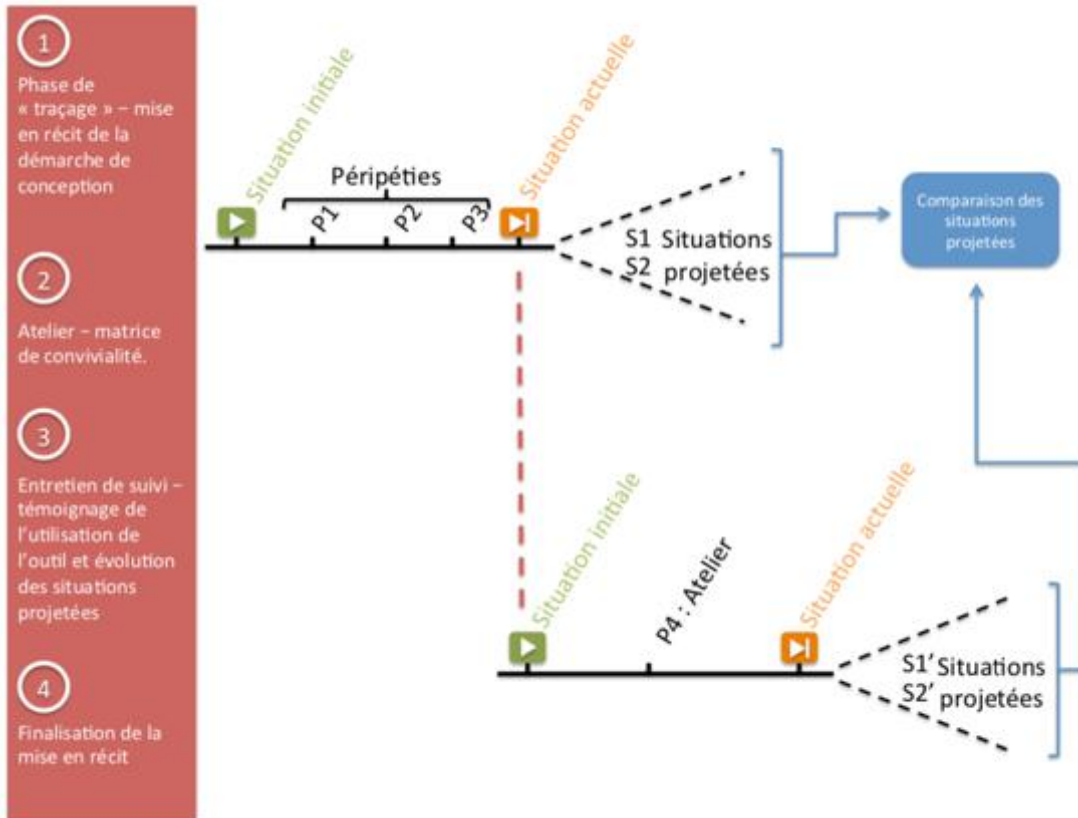 1
Phase de
« traçage » – mise
en récit de la
démarche de
conception
2
Atelier – matrice
de convivialité.
3
Entretien de suivi –
témoignage de
l'utilisation de
l'outil et évolution
des situations
projetées
4
Finalisation de la
mise en récit
Situation initiale
Péripéties
P1
P2
P3
Situation actuelle
S1 Situations
S2 projetées
Comparaison des
situations
projetées
Situation initiale
P4 : Atelier
Situation actuelle
S1' Situations
S2' projetées